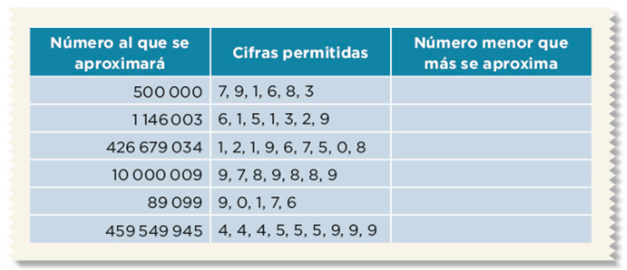 Número al que se aproximará Cifras permitidas Número menor que más se aproxima
500 000 7, 9, 1, 6, 8, 3
1 146 003 6, 1, 5, 1, 3, 2, 9
426 679 034 1, 2, 1, 9, 6, 7, 5, 0, 8
10 000 009 9, 7, 8, 9, 8, 8, 9
89 099 9, 0, 1, 7, 6
459 549 945 4, 4, 4, 5, 5, 5, 9, 9, 9